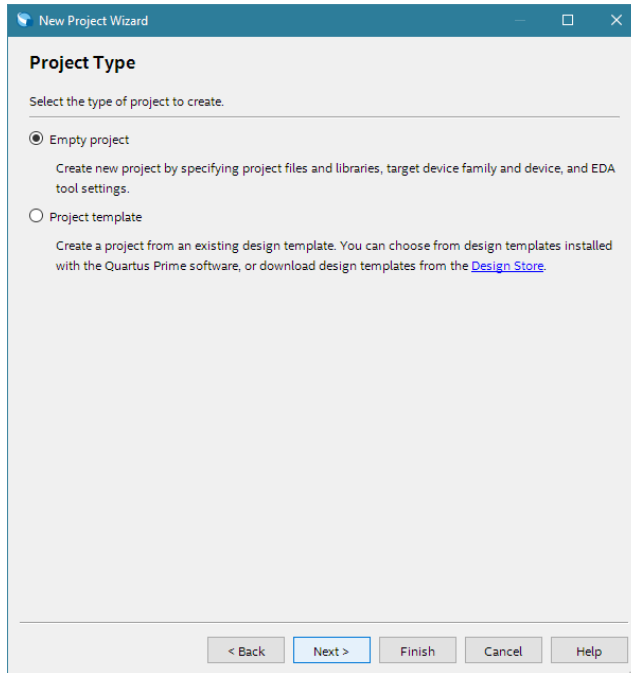 New Project Wizard
Project Type
Select the type of project to create.
Empty project
Create new project by specifying project files and libraries, target device family and device, and EDA
tool settings.
Project template
Create a project from an existing design template. You can choose from design templates installed
with the Quartus Prime software, or download design templates from the Design Store.
< Back Next > Finish Cancel Help